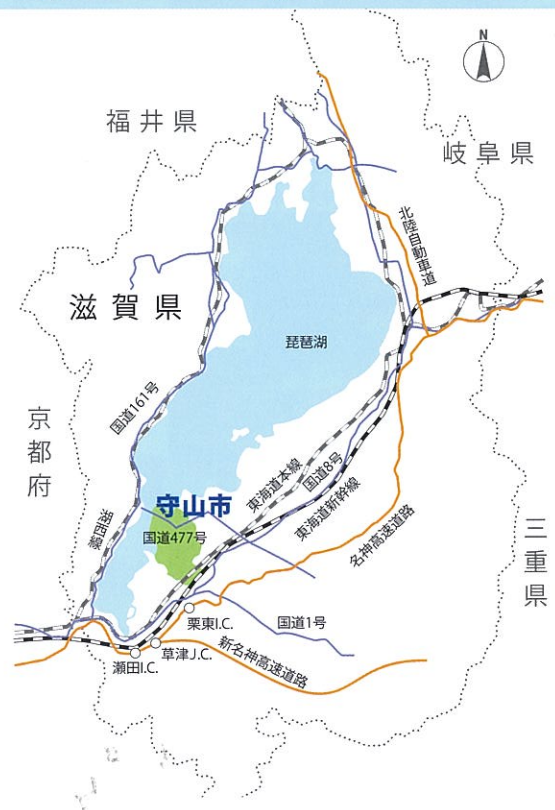 N
福井県
岐阜県
北陸自動車道
滋賀県
琵琶湖
国道161号
京都府
東海道本線
国道8号
守山市
東海道新幹線
湖西線
国道477号
名神高速道路
三重県
栗東I.C.
国道1号
草津J.C.
新名神高速道路
瀬田I.C.